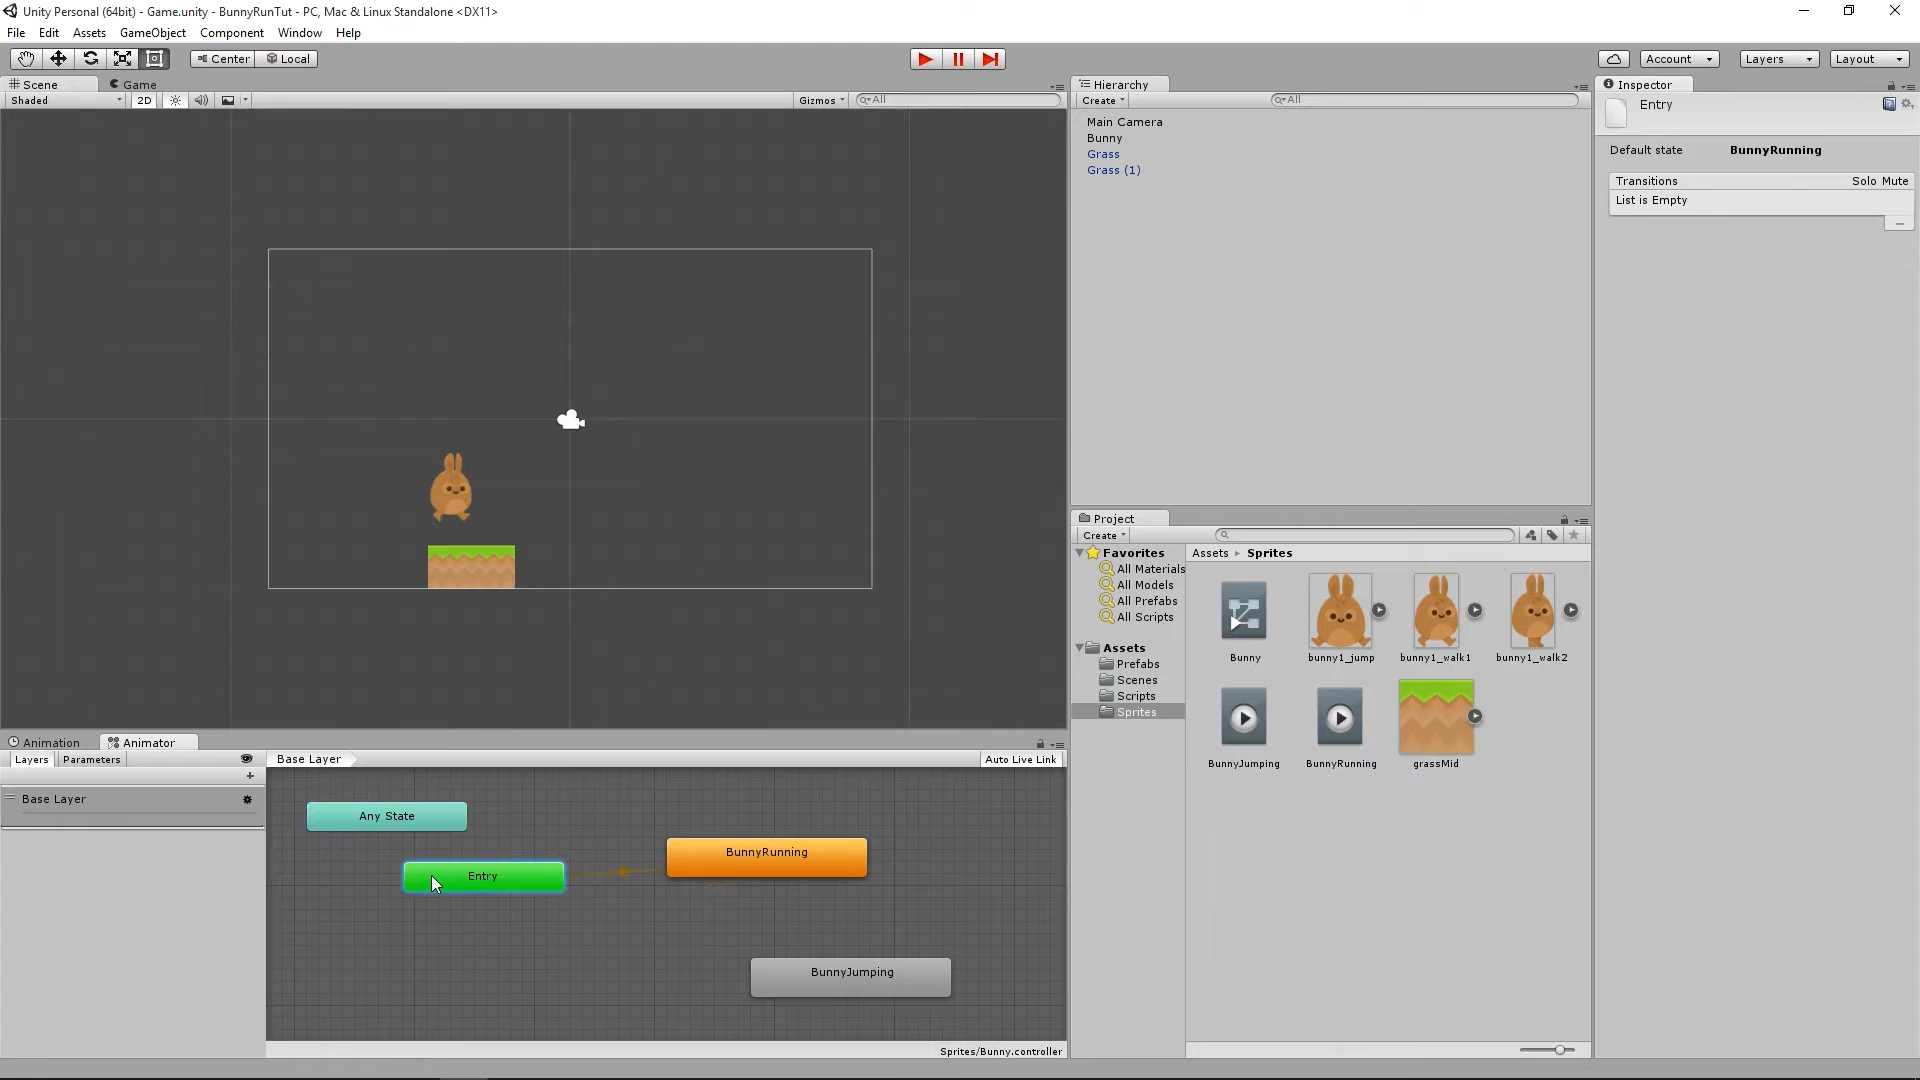 Unity Personal (64bit) - Game.unity - BunnyRunTut - PC, Mac & Linux Standalone <DX11>
File Edit Assets GameObject Component Window Help
Center Local
Account Layers Layout
Scene Game
Shaded 2D Gizmos All
Hierarchy
Create All
Main Camera
Bunny
Grass
Grass (1)
Inspector
Entry
Default state BunnyRunning
Transitions Solo Mute
List is Empty
Project
Create
Favorites
All Materials
All Models
All Prefabs
All Scripts
Assets
Prefabs
Scenes
Scripts
Sprites
Assets Sprites
Bunny bunny1_jump bunny1_walk1 bunny1_walk2
BunnyJumping BunnyRunning grassMid
Animation Animator
Layers Parameters
Base Layer Auto Live Link
Base Layer
Any State
Entry
BunnyRunning
BunnyJumping
Sprites/Bunny.controller